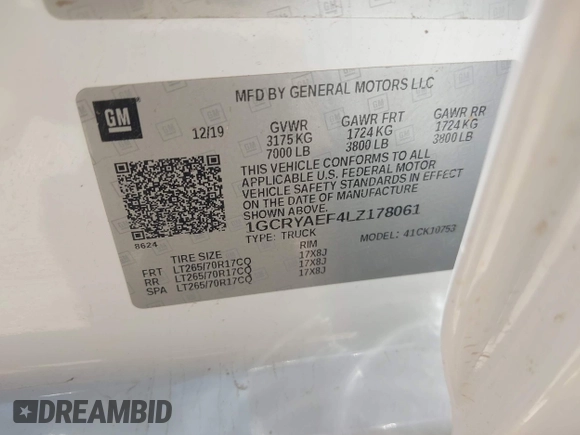 MFD BY GENERAL MOTORS LLC
GM
12/19 GVWR GAWR FRT GAWR RR
3175 KG 1724 KG 1724 KG
7000 LB 3800 LB 3800 LB
THIS VEHICLE CONFORMS TO ALL
APPLICABLE U.S. FEDERAL MOTOR
VEHICLE SAFETY STANDARDS IN EFFECT
ON THE DATE OF MANUFACTURE
SHOWN ABOVE.
1GCRYAEF4LZ178061
8624
TYPE: TRUCK MODEL: 41CKJ0753
TIRE SIZE RIM
FRT LT265/70R17CQ 17X8J
RR LT265/70R17CQ 17X8J
SPA LT265/70R17CQ 17X8J
DREAMBID